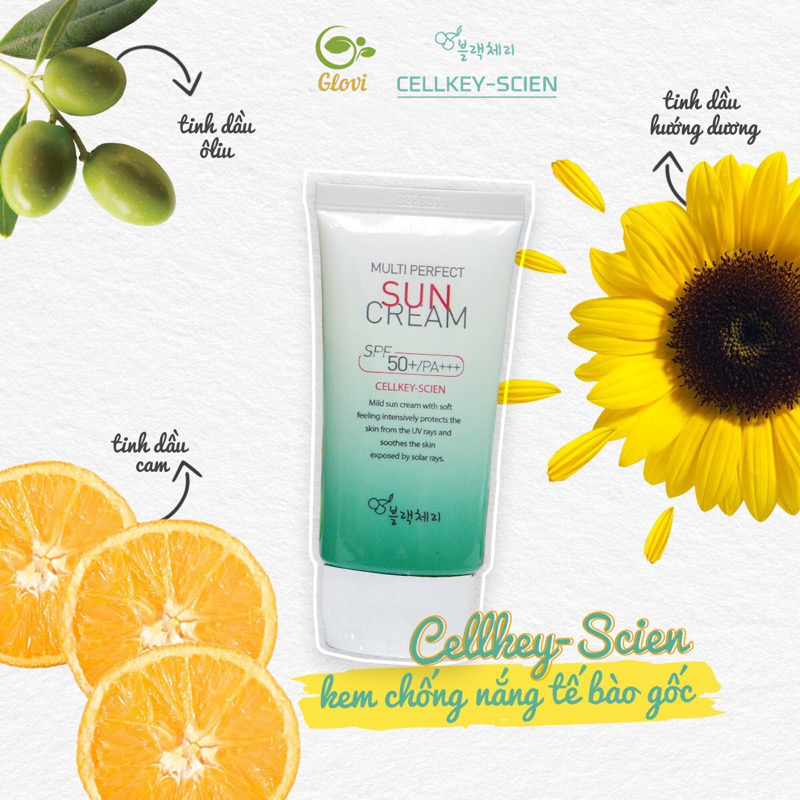 Glovi
블랙체리
CELLKEY-SCIEN
tinh dầu
ôliu
tinh dầu
hướng dương
MULTI PERFECT
SUN
CREAM
SPF 50+/PA+++
CELLKEY-SCIEN
Mild sun cream with soft
feeling intensively protects the
skin from the UV rays and
soothes the skin
exposed by solar rays.
블랙체리
tinh dầu
cam
Cellkey-Scien
kem chống nắng tế bào gốc